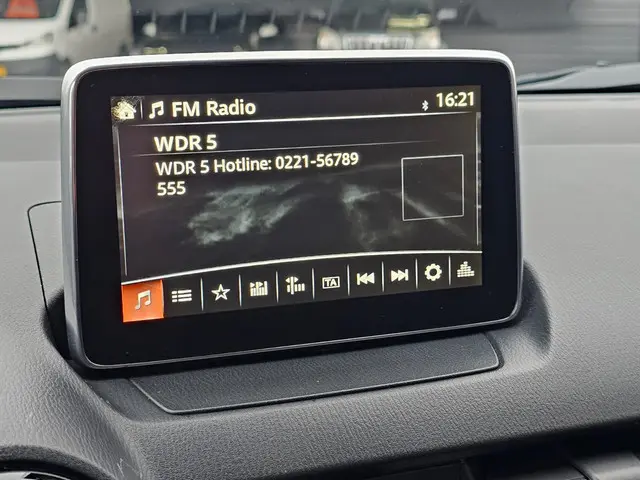 FM Radio
16:21
WDR 5
WDR 5 Hotline: 0221-56789
555
TA